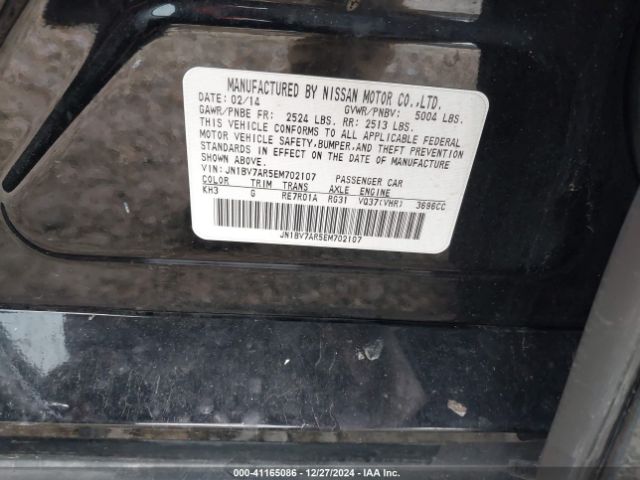 MANUFACTURED BY NISSAN MOTOR CO.,LTD.
DATE: 02/14 GVWR/PNBV: 5004 LBS.
GAWR/PNBE FR: 2524 LBS. RR: 2513 LBS.
THIS VEHICLE CONFORMS TO ALL APPLICABLE FEDERAL
MOTOR VEHICLE SAFETY,BUMPER,AND THEFT PREVENTION
STANDARDS IN EFFECT ON THE DATE OF MANUFACTURE
SHOWN ABOVE.
VIN: JN1BV7AR5EM702107 PASSENGER CAR
COLOR TRIM TRANS AXLE ENGINE
KH3 G RE7R01A RG31 VQ37(VHR) 3696CC
JN1BV7AR5EM702107
000-41165086 - 12/27/2024 - IAA Inc.